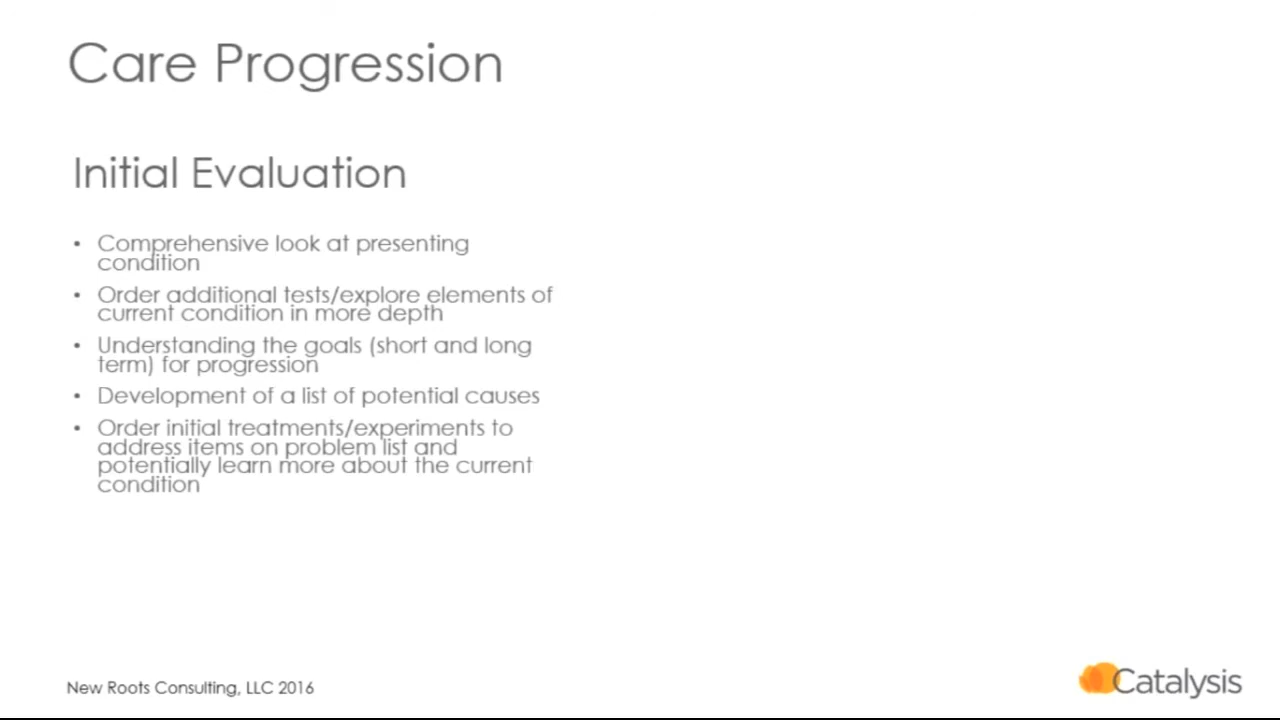 Care Progression
Initial Evaluation
• Comprehensive look at presenting
condition
• Order additional tests/explore elements of
current condition in more depth
• Understanding the goals (short and long
term) for progression
• Development of a list of potential causes
• Order initial treatments/experiments to
address items on problem list and
potentially learn more about the current
condition
New Roots Consulting, LLC 2016
Catalysis